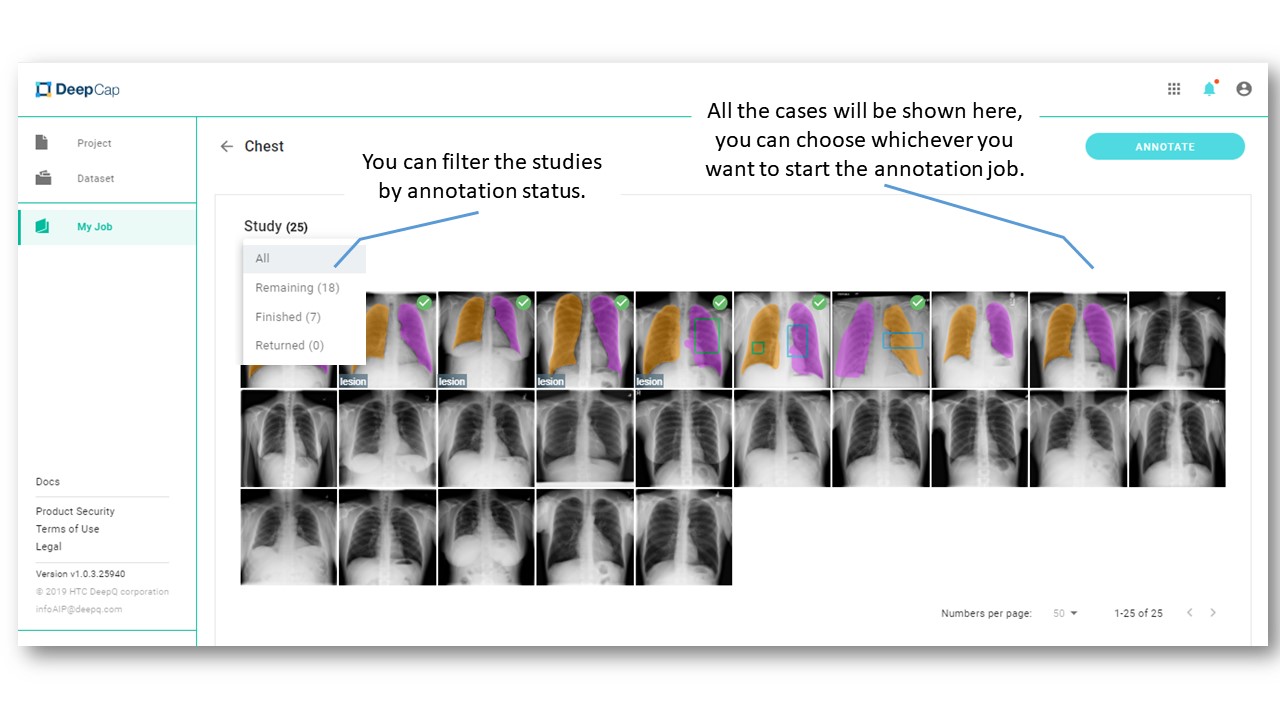 DeepCap
All the cases will be shown here,
you can choose whichever you
want to start the annotation job.
Project
Chest
ANNOTATE
You can filter the studies
by annotation status.
Dataset
My Job
Study (25)
All
Remaining (18)
Finished (7)
Returned (0)
lesion
lesion
lesion
lesion
Docs
Product Security
Terms of Use
Legal
Version v1.0.3.25940
© 2019 HTC DeepQ corporation
infoAIP@deepq.com
Numbers per page: 50 1-25 of 25